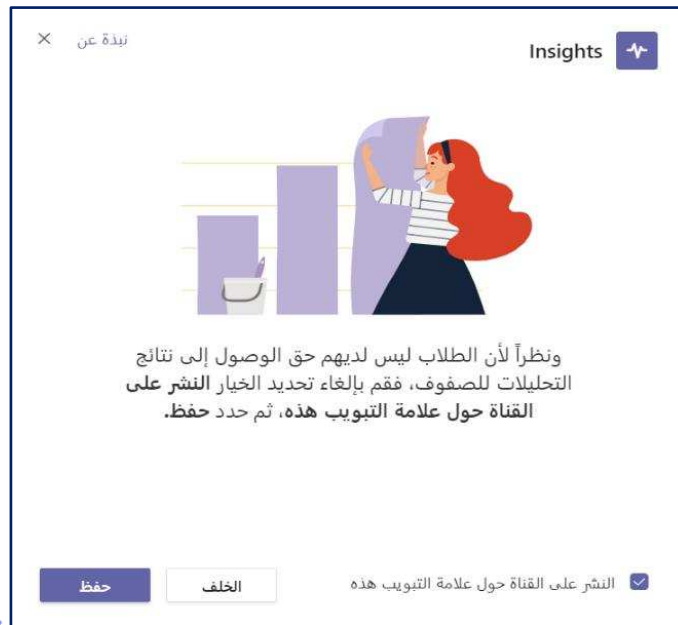 Insights
نبذة عن
ونظراً لأن الطلاب ليس لديهم حق الوصول إلى نتائج
التحليلات للصفوف، فقم بإلغاء تحديد الخيار النشر على
القناة حول علامة التبويب هذه، ثم حدد حفظ.
النشر على القناة حول علامة التبويب هذه
الخلف
حفظ